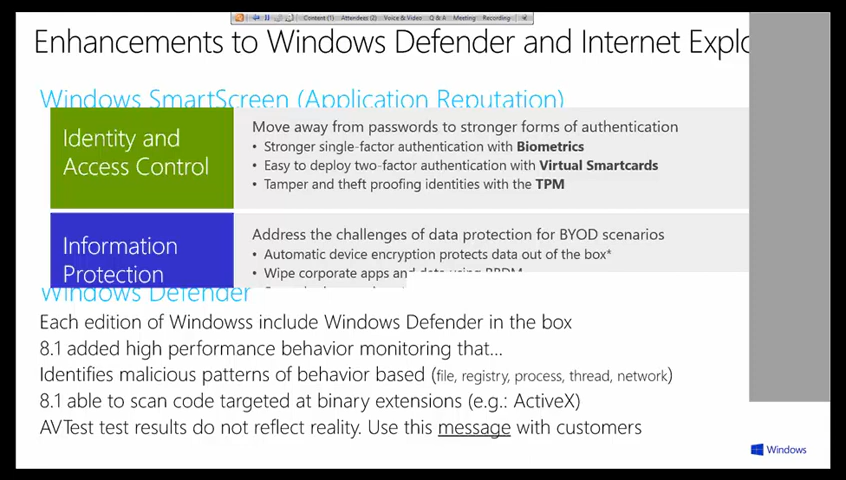 Content (1) Attendees (2) Voice & Video Q & A Meeting Recording
Enhancements to Windows Defender and Internet Explo
Windows SmartScreen (Application Reputation)
Identity and
Access Control
Move away from passwords to stronger forms of authentication
• Stronger single-factor authentication with Biometrics
• Easy to deploy two-factor authentication with Virtual Smartcards
• Tamper and theft proofing identities with the TPM
Information
Protection
Address the challenges of data protection for BYOD scenarios
• Automatic device encryption protects data out of the box*
• Wipe corporate apps and data using RBDM
Windows Defender
Each edition of Windowss include Windows Defender in the box
8.1 added high performance behavior monitoring that...
Identifies malicious patterns of behavior based (file, registry, process, thread, network)
8.1 able to scan code targeted at binary extensions (e.g.: ActiveX)
AVTest test results do not reflect reality. Use this message with customers
Windows